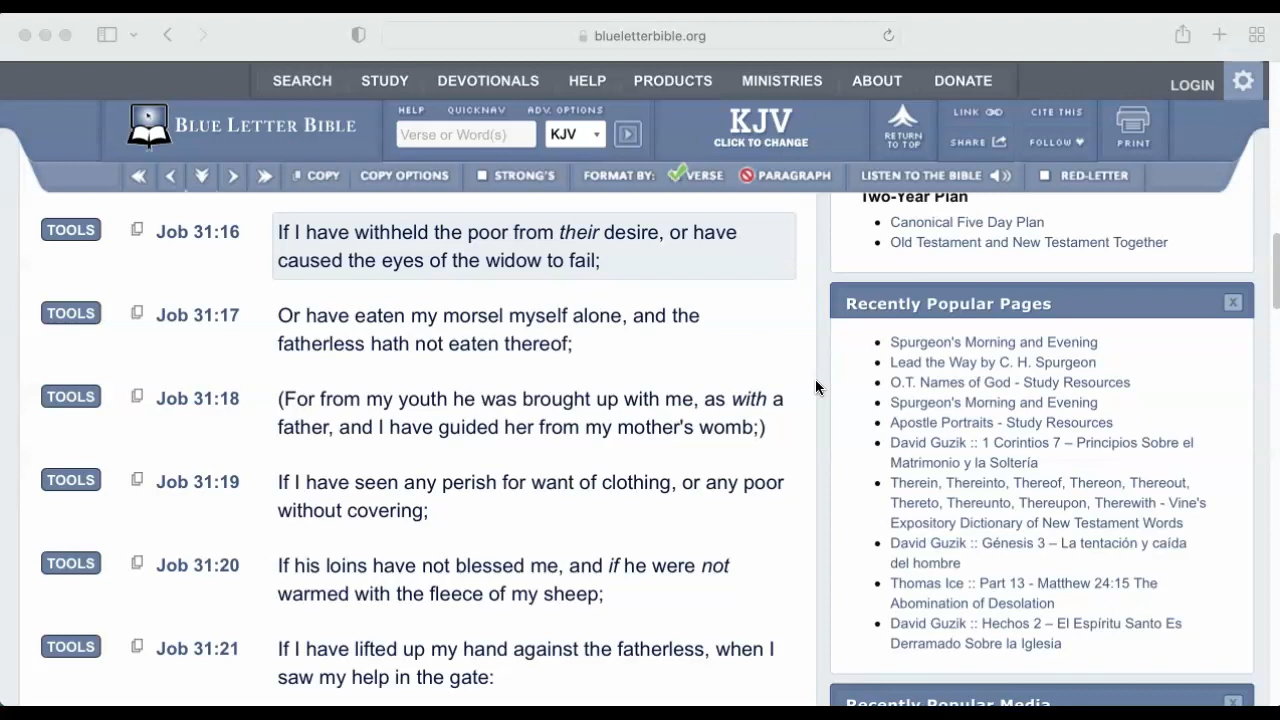 blueletterbible.org
SEARCH STUDY DEVOTIONALS HELP PRODUCTS MINISTRIES ABOUT DONATE LOGIN
BLUE LETTER BIBLE
HELP QUICKNAV ADV. OPTIONS
Verse or Word(s) KJV
KJV
CLICK TO CHANGE
RETURN
TO TOP
LINK CITE THIS
SHARE FOLLOW
PRINT
COPY COPY OPTIONS STRONG'S FORMAT BY: VERSE PARAGRAPH LISTEN TO THE BIBLE RED-LETTER
TOOLS Job 31:16 If I have withheld the poor from their desire, or have
caused the eyes of the widow to fail;
TOOLS Job 31:17 Or have eaten my morsel myself alone, and the
fatherless hath not eaten thereof;
TOOLS Job 31:18 (For from my youth he was brought up with me, as with a
father, and I have guided her from my mother's womb;)
TOOLS Job 31:19 If I have seen any perish for want of clothing, or any poor
without covering;
TOOLS Job 31:20 If his loins have not blessed me, and if he were not
warmed with the fleece of my sheep;
TOOLS Job 31:21 If I have lifted up my hand against the fatherless, when I
saw my help in the gate:
Two-Year Plan
Canonical Five Day Plan
Old Testament and New Testament Together
Recently Popular Pages X
Spurgeon's Morning and Evening
Lead the Way by C. H. Spurgeon
O.T. Names of God - Study Resources
Spurgeon's Morning and Evening
Apostle Portraits - Study Resources
David Guzik :: 1 Corintios 7 – Principios Sobre el
Matrimonio y la Soltería
Therein, Thereinto, Thereof, Thereon, Thereout,
Thereto, Thereunto, Thereupon, Therewith - Vine's
Expository Dictionary of New Testament Words
David Guzik :: Génesis 3 – La tentación y caída
del hombre
Thomas Ice :: Part 13 - Matthew 24:15 The
Abomination of Desolation
David Guzik :: Hechos 2 – El Espíritu Santo Es
Derramado Sobre la Iglesia
Recently Popular Media X